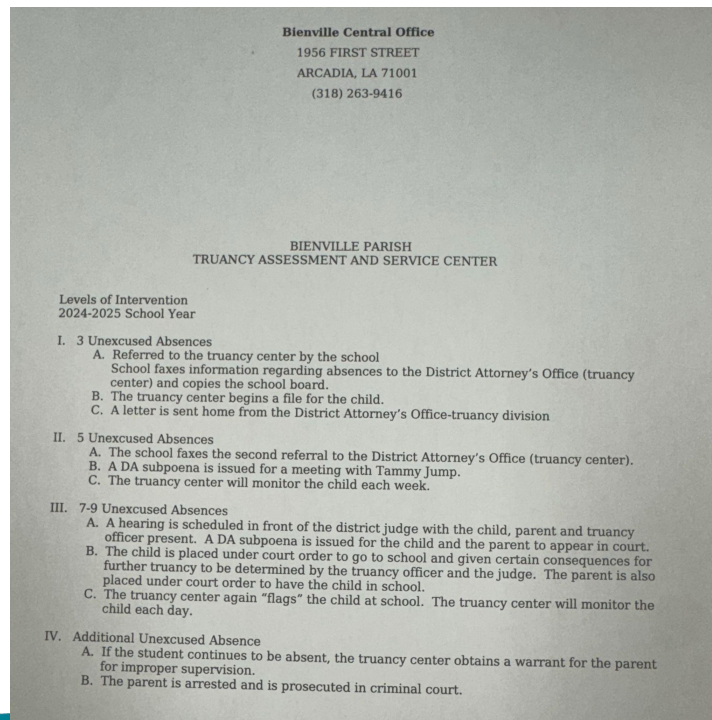 Bienville Central Office
1956 FIRST STREET
ARCADIA, LA 71001
(318) 263-9416
BIENVILLE PARISH
TRUANCY ASSESSMENT AND SERVICE CENTER
Levels of Intervention
2024-2025 School Year
I. 3 Unexcused Absences
A. Referred to the truancy center by the school
School faxes information regarding absences to the District Attorney's Office (truancy
center) and copies the school board.
B. The truancy center begins a file for the child.
C. A letter is sent home from the District Attorney's Office-truancy division
II. 5 Unexcused Absences
A. The school faxes the second referral to the District Attorney's Office (truancy center).
B. A DA subpoena is issued for a meeting with Tammy Jump.
C. The truancy center will monitor the child each week.
III. 7-9 Unexcused Absences
A. A hearing is scheduled in front of the district judge with the child, parent and truancy
officer present. A DA subpoena is issued for the child and the parent to appear in court.
B. The child is placed under court order to go to school and given certain consequences for
further truancy to be determined by the truancy officer and the judge. The parent is also
placed under court order to have the child in school.
C. The truancy center again "flags" the child at school. The truancy center will monitor the
child each day.
IV. Additional Unexcused Absence
A. If the student continues to be absent, the truancy center obtains a warrant for the parent
for improper supervision.
B. The parent is arrested and is prosecuted in criminal court.